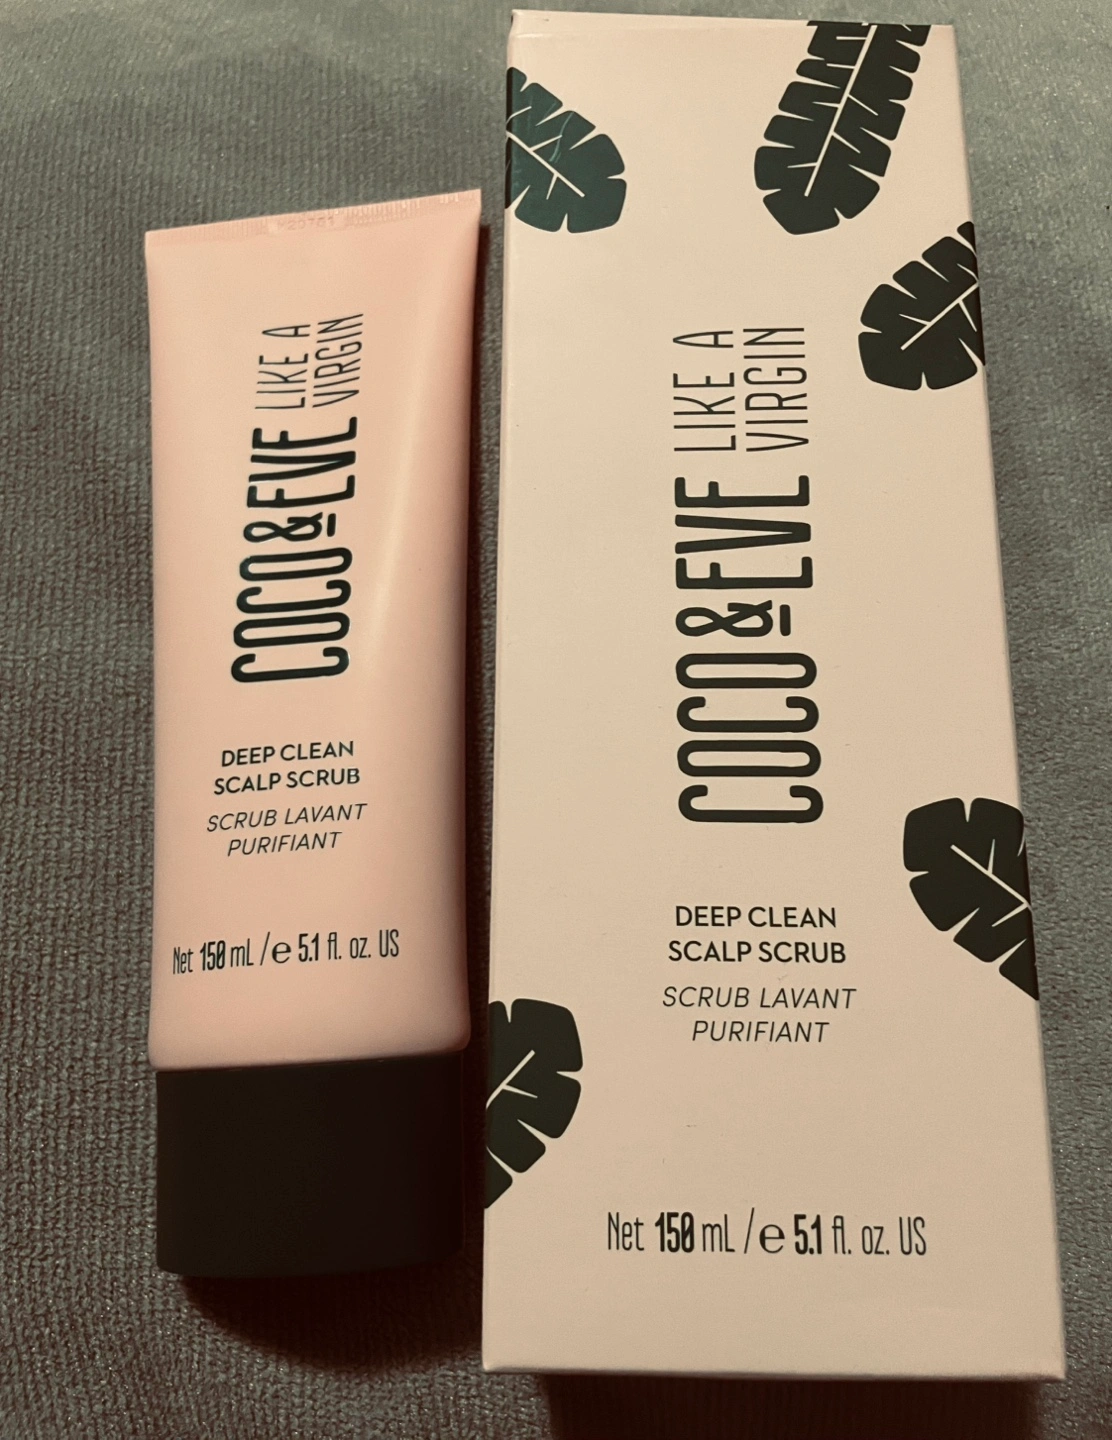 COCO & EVE LIKE A
VIRGIN
DEEP CLEAN
SCALP SCRUB
SCRUB LAVANT
PURIFIANT
Net 150 mL / e 5.1 fl. oz. US
COCO & EVE LIKE A
VIRGIN
DEEP CLEAN
SCALP SCRUB
SCRUB LAVANT
PURIFIANT
Net 150 mL / e 5.1 fl. oz. US